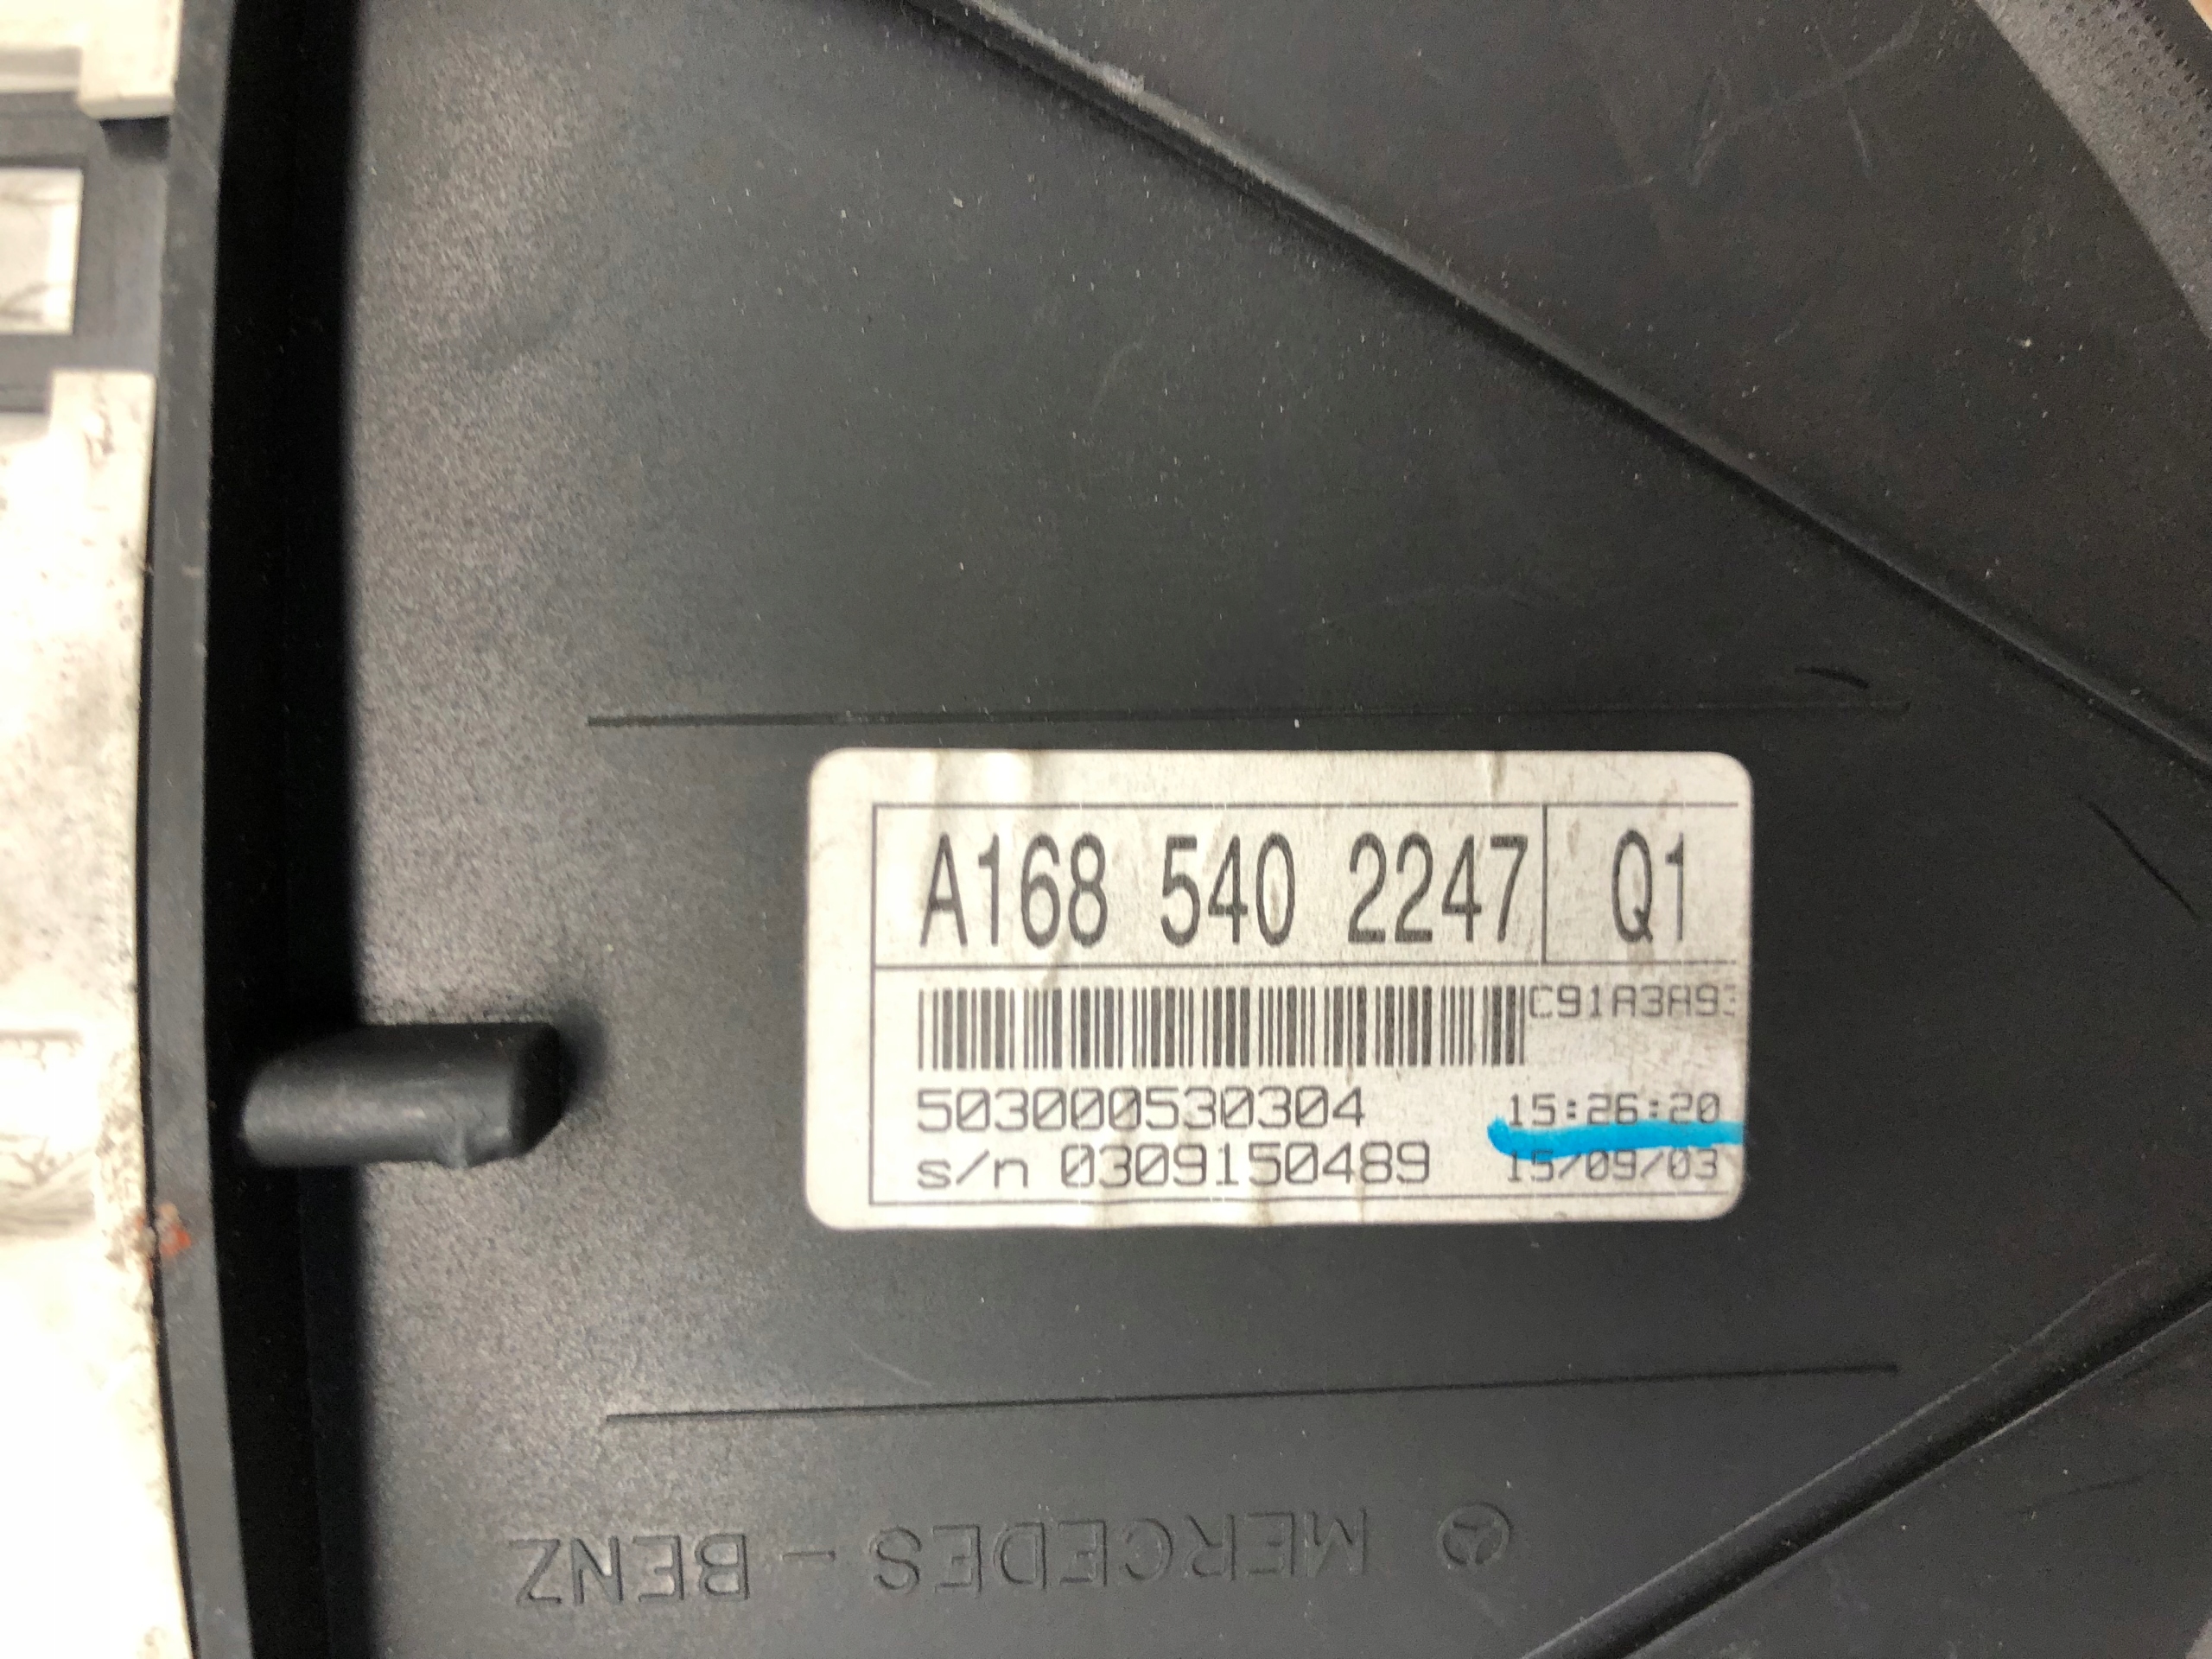 A168 540 2247 Q1
C91A3A93
503000530304 15:26:20
s/n 0309150489 15/09/03
MERCEDES - BENZ